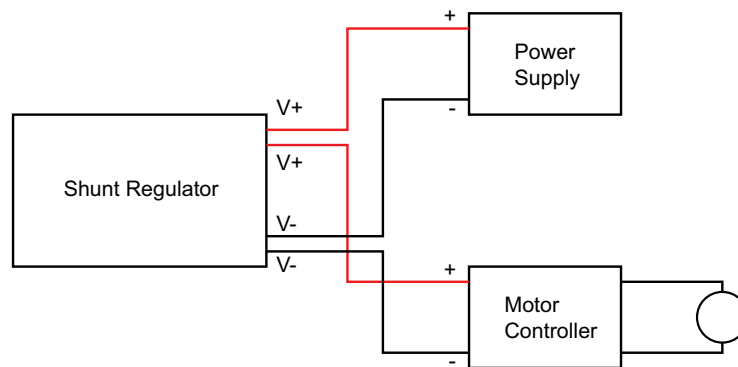 +
Power
Supply
-
V+
V+
Shunt Regulator
V-
V-
+
Motor
Controller
-